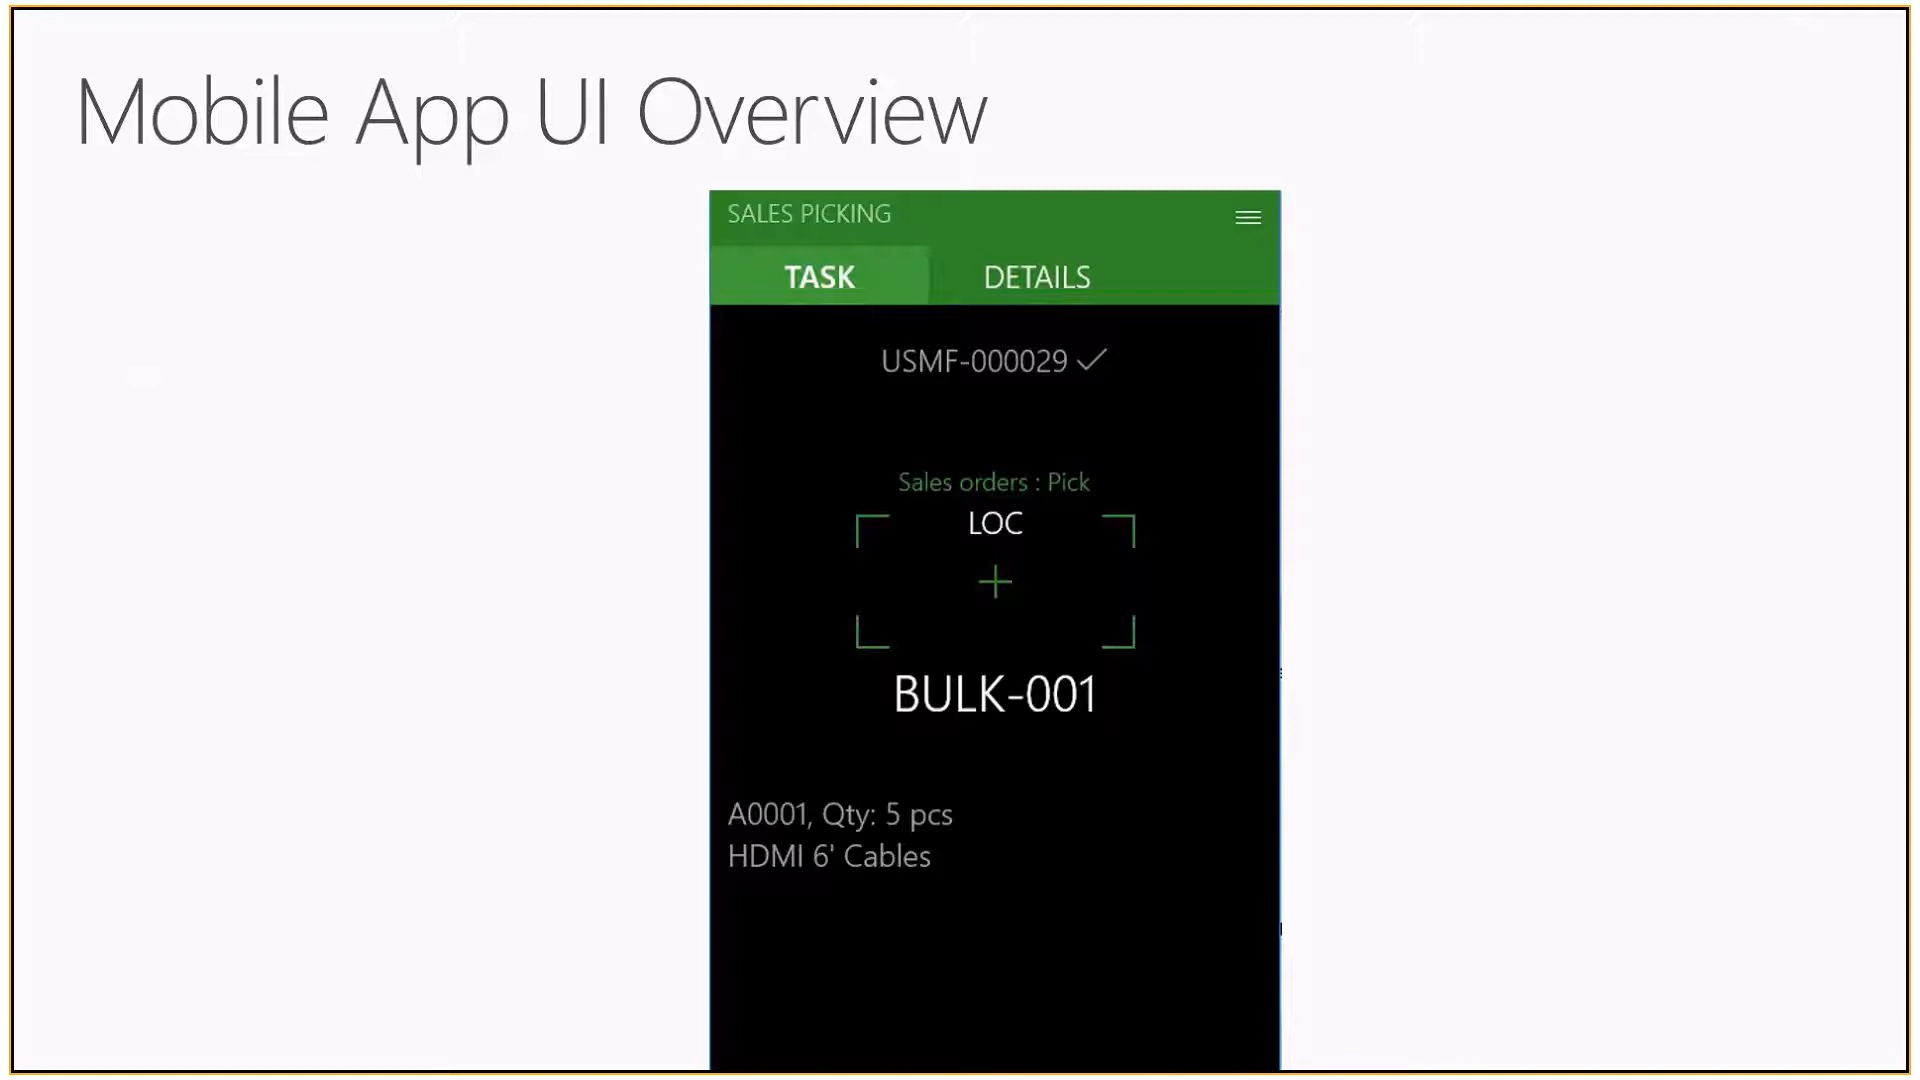 Mobile App UI Overview
SALES PICKING
TASK DETAILS
USMF-000029
Sales orders : Pick
LOC
BULK-001
A0001, Qty: 5 pcs
HDMI 6' Cables